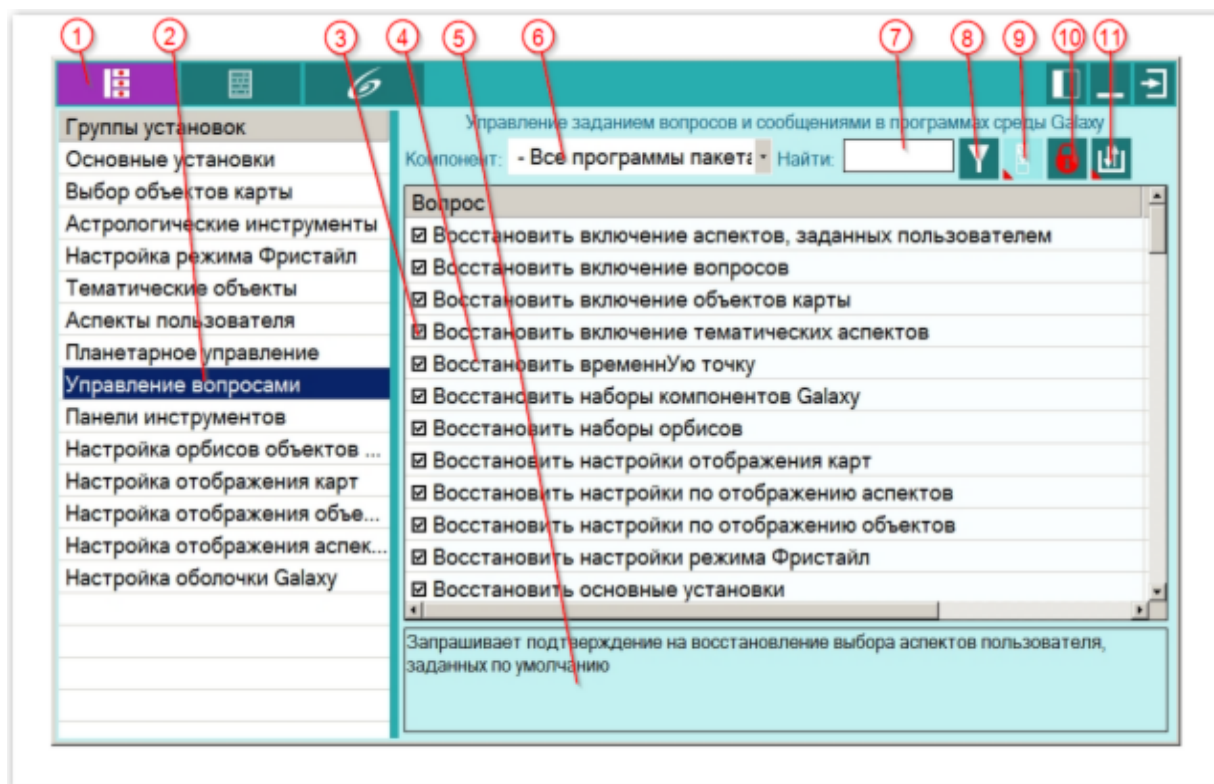 1 2 3 4 5 6 7 8 9 10 11
Группы установок
Основные установки
Выбор объектов карты
Астрологические инструменты
Настройка режима Фристайл
Тематические объекты
Аспекты пользователя
Планетарное управление
Управление вопросами
Панели инструментов
Настройка орбисов объектов ...
Настройка отображения карт
Настройка отображения объе...
Настройка отображения аспек...
Настройка оболочки Galaxy
Управление заданием вопросов и сообщениями в программах среды Galaxy
Компонент: - Все программы пакета Найти:
Вопрос
Восстановить включение аспектов, заданных пользователем
Восстановить включение вопросов
Восстановить включение объектов карты
Восстановить включение тематических аспектов
Восстановить временнУю точку
Восстановить наборы компонентов Galaxy
Восстановить наборы орбисов
Восстановить настройки отображения карт
Восстановить настройки по отображению аспектов
Восстановить настройки по отображению объектов
Восстановить настройки режима Фристайл
Восстановить основные установки
Запрашивает подтверждение на восстановление выбора аспектов пользователя,
заданных по умолчанию